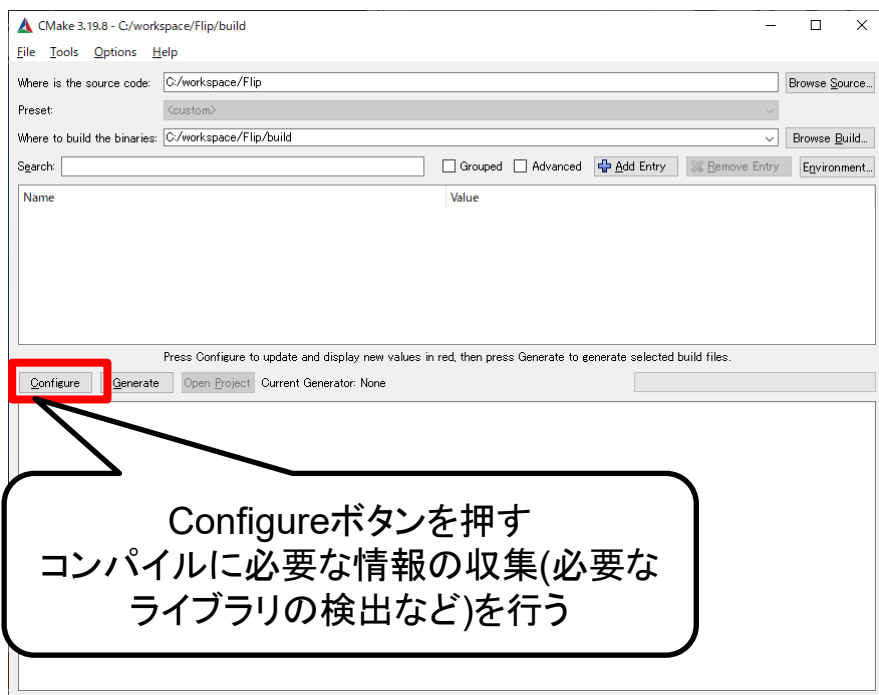 CMake 3.19.8 - C:/workspace/Flip/build
File Tools Options Help
Where is the source code: C:/workspace/Flip Browse Source...
Preset: <custom>
Where to build the binaries: C:/workspace/Flip/build Browse Build...
Search: Grouped Advanced Add Entry Remove Entry Environment...
Name Value
Press Configure to update and display new values in red, then press Generate to generate selected build files.
Configure Generate Open Project Current Generator: None
Configureボタンを押す
コンパイルに必要な情報の収集(必要な
ライブラリの検出など)を行う